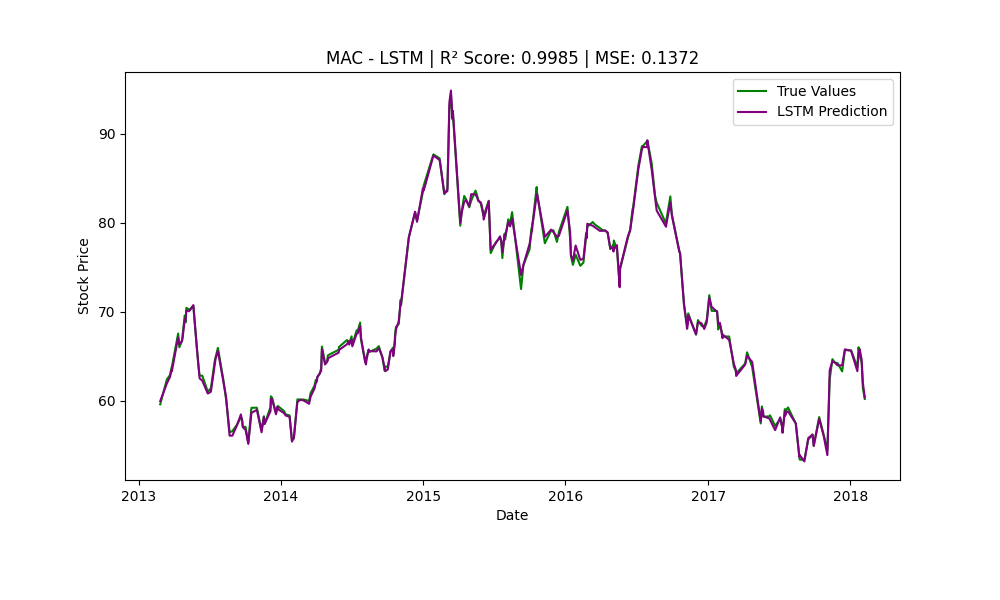 MAC - LSTM | R² Score: 0.9985 | MSE: 0.1372
True Values
LSTM Prediction
Stock Price
90
80
70
60
2013
2014
2015
2016
2017
2018
Date